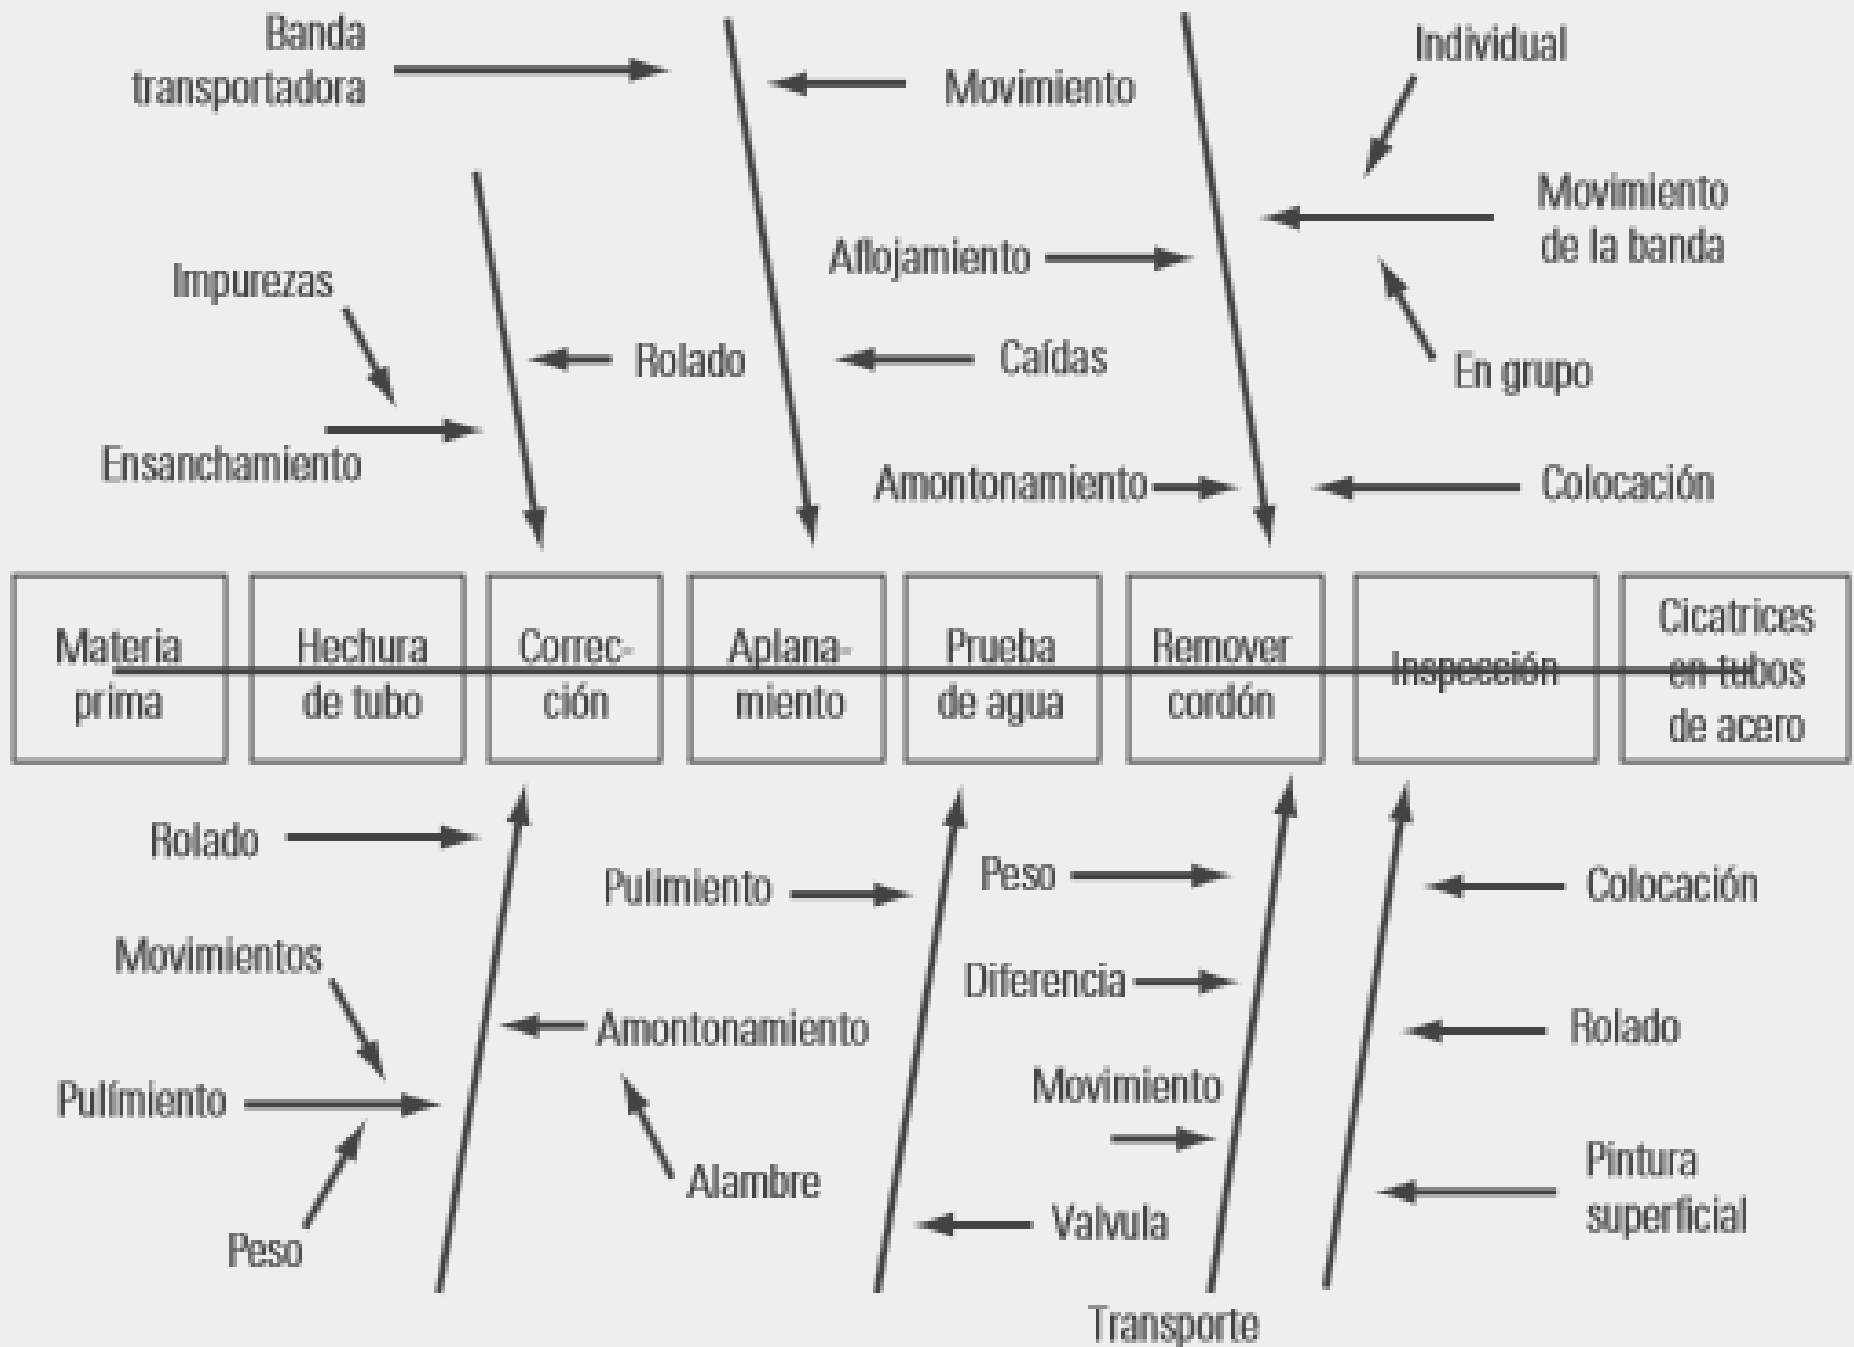 Banda
transportadora
Movimiento
Individual
Movimiento
de la banda
Aflojamiento
Impurezas
Rolado
Caídas
En grupo
Ensanchamiento
Amontonamiento
Colocación
Materia
prima
Hechura
de tubo
Correc-
ción
Aplana-
miento
Prueba
de agua
Remover
cordón
Inspección
Cicatrices
en tubos
de acero
Rolado
Pulimiento
Peso
Colocación
Movimientos
Diferencia
Amontonamiento
Rolado
Pulímiento
Movimiento
Alambre
Pintura
superficial
Valvula
Peso
Transporte